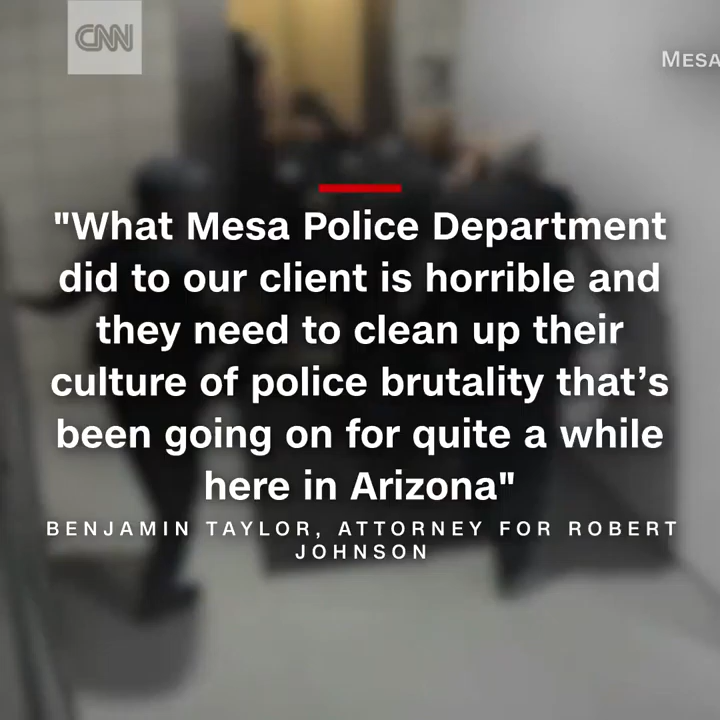 CNN
MESA
"What Mesa Police Department
did to our client is horrible and
they need to clean up their
culture of police brutality that’s
been going on for quite a while
here in Arizona"
BENJAMIN TAYLOR, ATTORNEY FOR ROBERT
JOHNSON